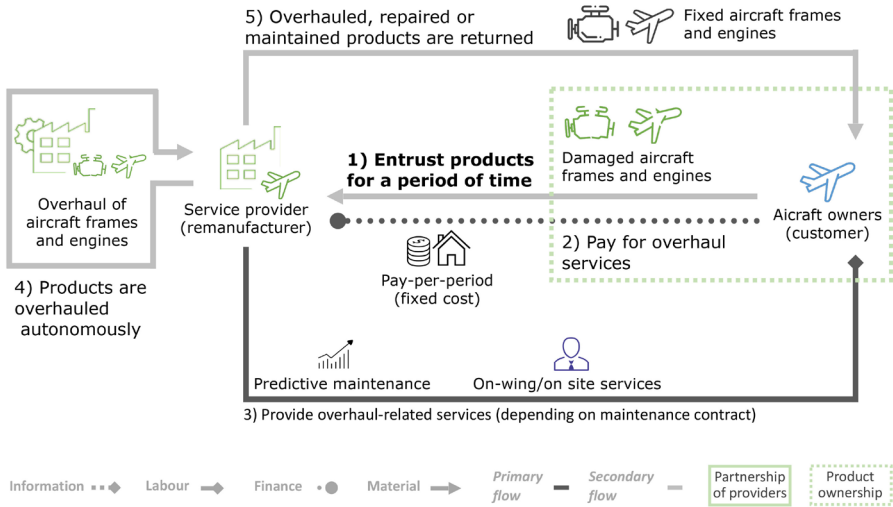 5) Overhauled, repaired or
maintained products are returned
Fixed aircraft frames
and engines
1) Entrust products
for a period of time
Damaged aircraft
frames and engines
Overhaul of
aircraft frames
and engines
Service provider
(remanufacturer)
Aicraft owners
(customer)
2) Pay for overhaul
services
Pay-per-period
(fixed cost)
4) Products are
overhauled
autonomously
Predictive maintenance
On-wing/on site services
3) Provide overhaul-related services (depending on maintenance contract)
Information
Labour
Finance
Material
Primary
flow
Secondary
flow
Partnership
of providers
Product
ownership